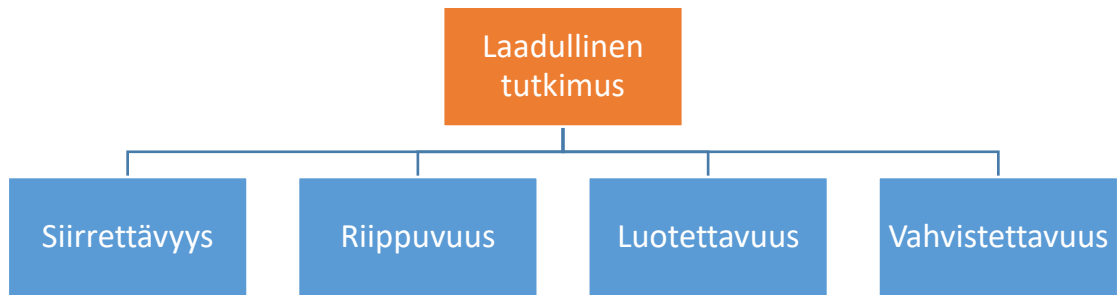 Laadullinen
tutkimus
Siirrettävyys
Riippuvuus
Luotettavuus
Vahvistettavuus